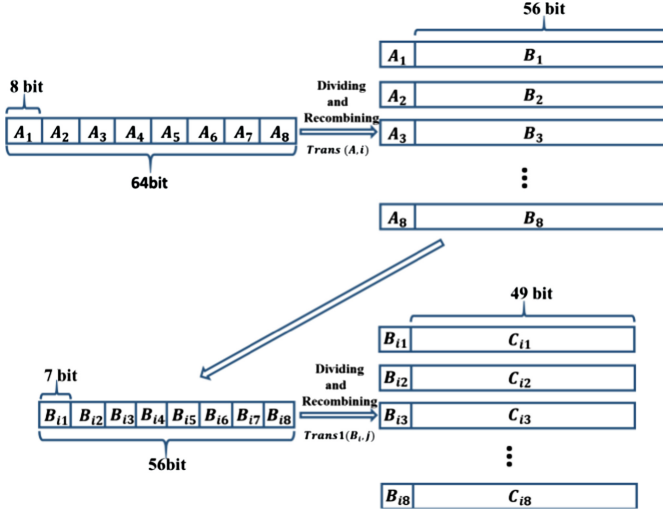 56 bit
A₁ B₁
8 bit
Dividing
and
Recombining
A₂ B₂
A₁ A₂ A₃ A₄ A₅ A₆ A₇ A₈
A₃ B₃
Trans (A,i)
64bit
⋮
A₈ B₈
49 bit
Bᵢ₁ Cᵢ₁
7 bit
Dividing
and
Recombining
Bᵢ₂ Cᵢ₂
Bᵢ₁ Bᵢ₂ Bᵢ₃ Bᵢ₄ Bᵢ₅ Bᵢ₆ Bᵢ₇ Bᵢ₈
Bᵢ₃ Cᵢ₃
Trans1(Bᵢ,j)
56bit
⋮
Bᵢ₈ Cᵢ₈